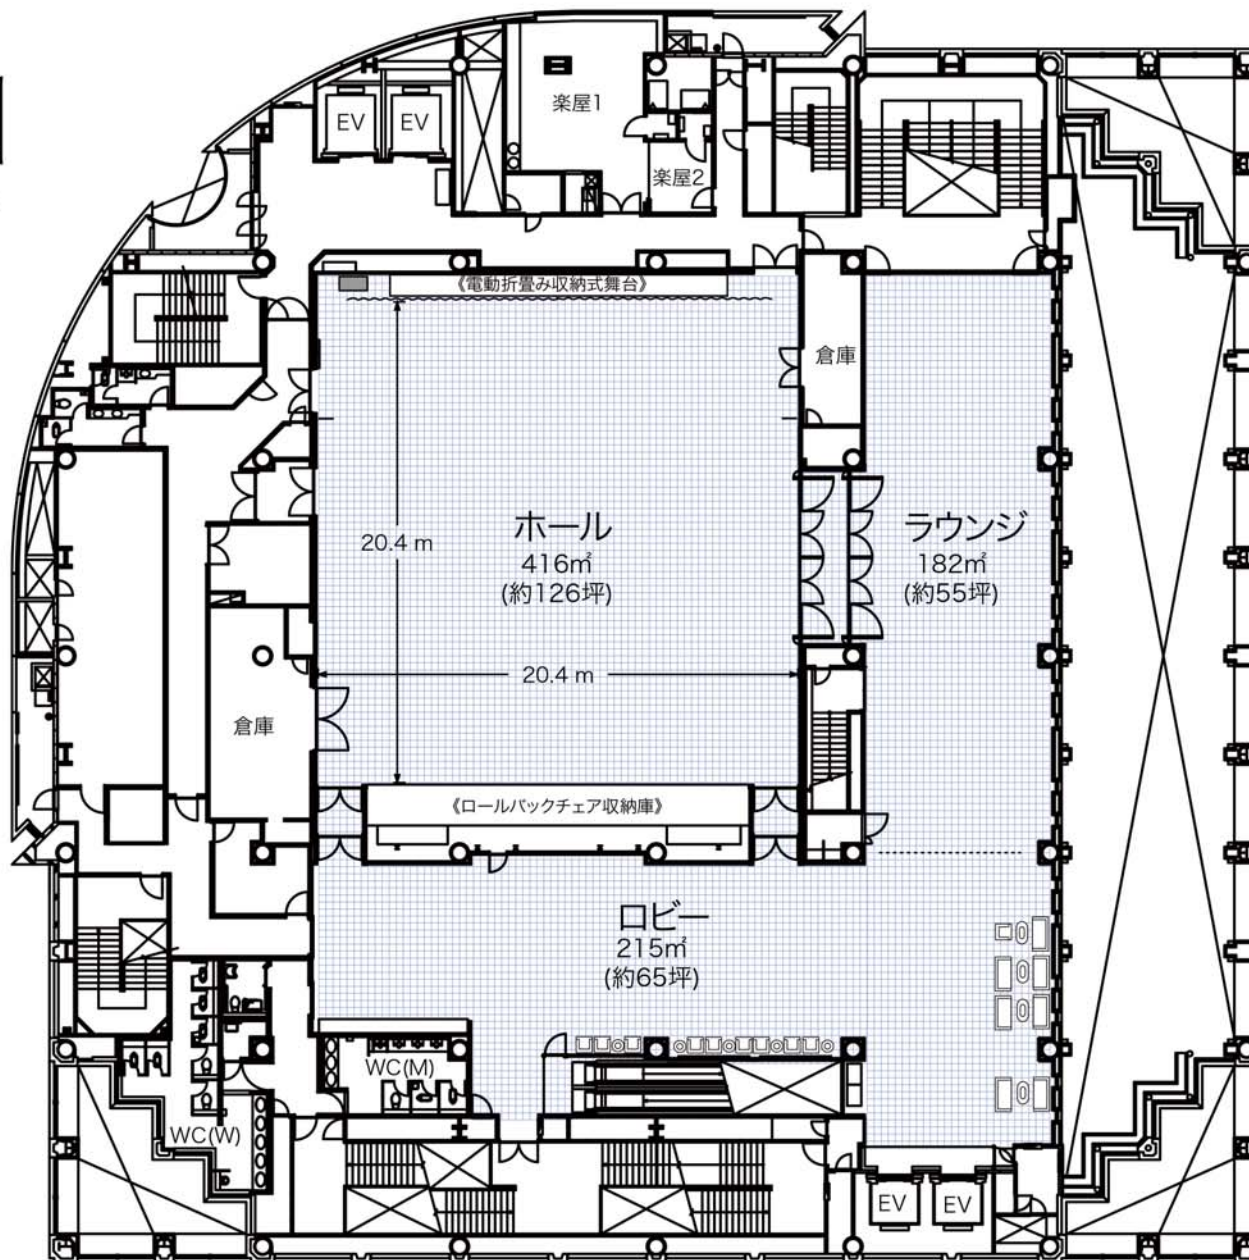 EV
EV
楽屋1
楽屋2
《電動折畳み収納式舞台》
倉庫
ホール
416㎡
(約126坪)
20.4 m
20.4 m
ラウンジ
182㎡
(約55坪)
倉庫
《ロールバックチェア収納庫》
ロビー
215㎡
(約65坪)
WC(M)
WC(W)
EV
EV